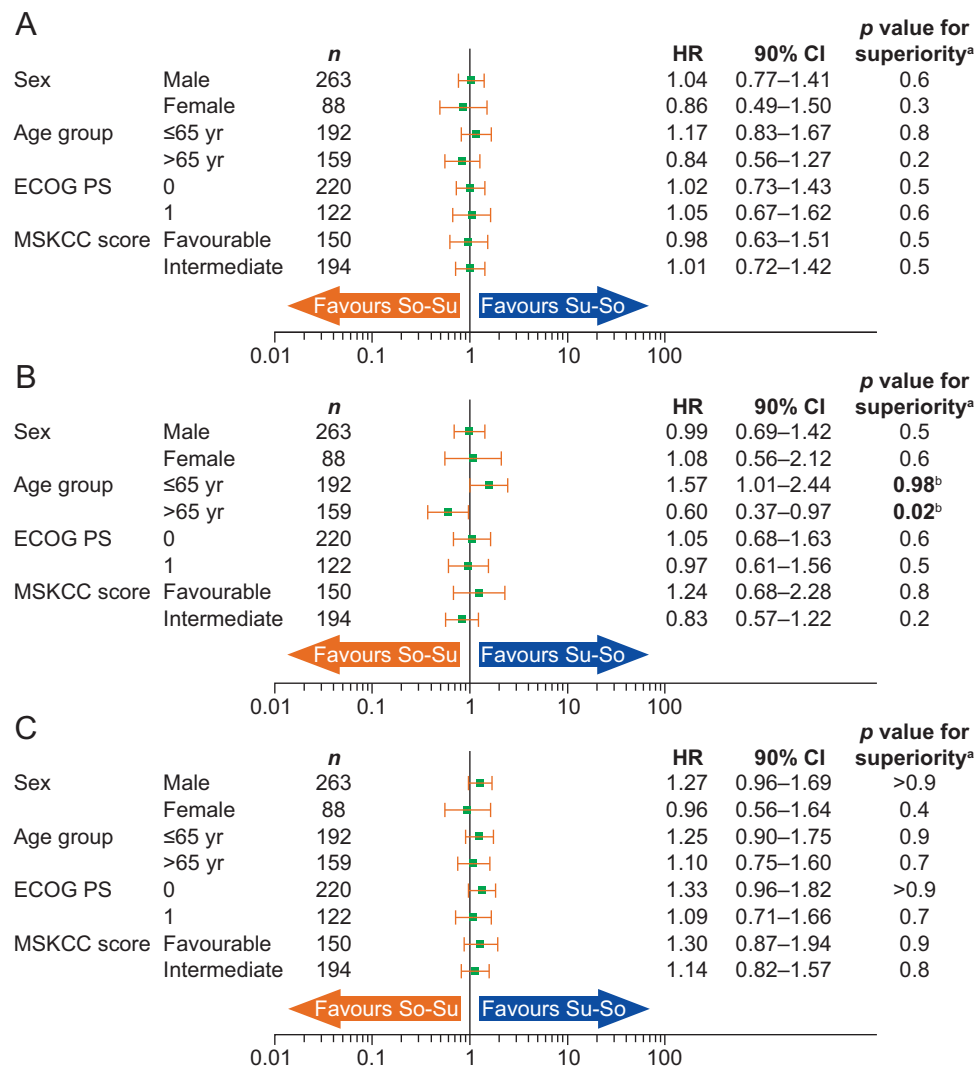 A
p value for
n HR 90% CI superiorityᵃ
Sex Male 263 1.04 0.77–1.41 0.6
Female 88 0.86 0.49–1.50 0.3
Age group ≤65 yr 192 1.17 0.83–1.67 0.8
>65 yr 159 0.84 0.56–1.27 0.2
ECOG PS 0 220 1.02 0.73–1.43 0.5
1 122 1.05 0.67–1.62 0.6
MSKCC score Favourable 150 0.98 0.63–1.51 0.5
Intermediate 194 1.01 0.72–1.42 0.5
Favours So-Su Favours Su-So
0.01 0.1 1 10 100
B
p value for
n HR 90% CI superiorityᵃ
Sex Male 263 0.99 0.69–1.42 0.5
Female 88 1.08 0.56–2.12 0.6
Age group ≤65 yr 192 1.57 1.01–2.44 0.98ᵇ
>65 yr 159 0.60 0.37–0.97 0.02ᵇ
ECOG PS 0 220 1.05 0.68–1.63 0.6
1 122 0.97 0.61–1.56 0.5
MSKCC score Favourable 150 1.24 0.68–2.28 0.8
Intermediate 194 0.83 0.57–1.22 0.2
Favours So-Su Favours Su-So
0.01 0.1 1 10 100
C
p value for
n HR 90% CI superiorityᵃ
Sex Male 263 1.27 0.96–1.69 >0.9
Female 88 0.96 0.56–1.64 0.4
Age group ≤65 yr 192 1.25 0.90–1.75 0.9
>65 yr 159 1.10 0.75–1.60 0.7
ECOG PS 0 220 1.33 0.96–1.82 >0.9
1 122 1.09 0.71–1.66 0.7
MSKCC score Favourable 150 1.30 0.87–1.94 0.9
Intermediate 194 1.14 0.82–1.57 0.8
Favours So-Su Favours Su-So
0.01 0.1 1 10 100